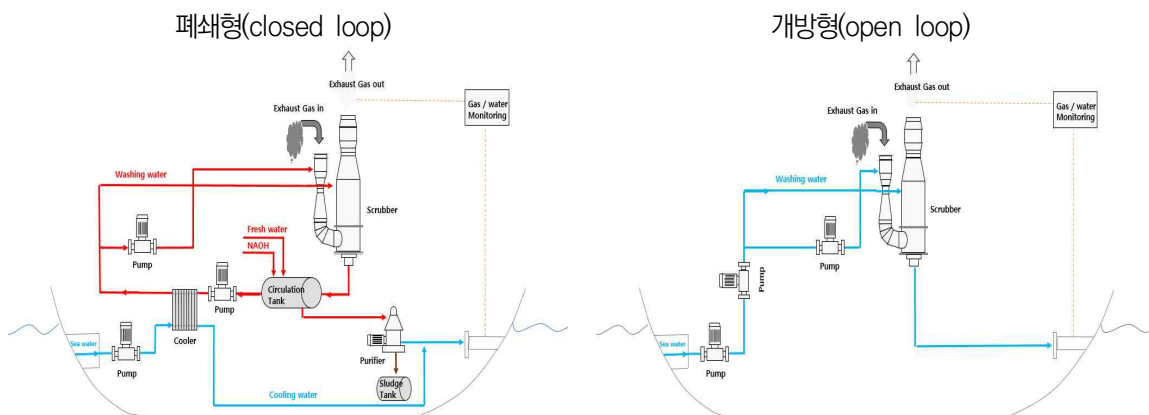 폐쇄형(closed loop)
Exhaust Gas out
Exhaust Gas in
Gas / water
Monitoring
Washing water
Scrubber
Fresh water
NAOH
Pump
Circulation
Tank
Pump
Cooler
Sea water
Pump
Purifier
Sludge
Tank
Cooling water
개방형(open loop)
Exhaust Gas out
Exhaust Gas in
Gas / water
Monitoring
Washing water
Scrubber
Pump
Pump
Sea water
Pump